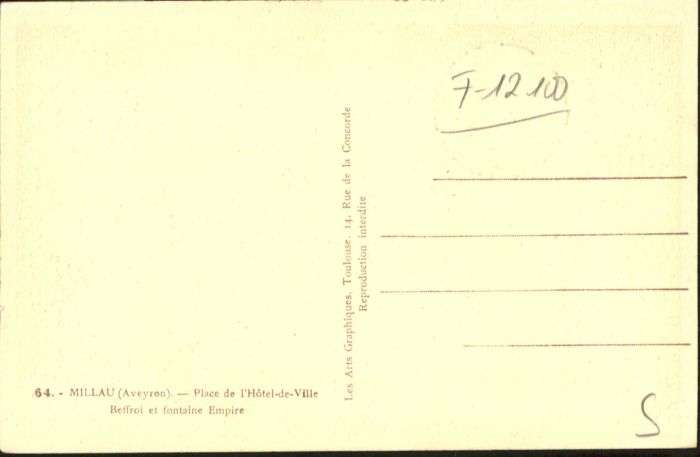 F-12100
Les Arts Graphiques, Toulouse, 14, Rue de la Concorde
Reproduction interdite
64. - MILLAU (Aveyron). — Place de l'Hôtel-de-Ville
Beffroi et fontaine Empire
S